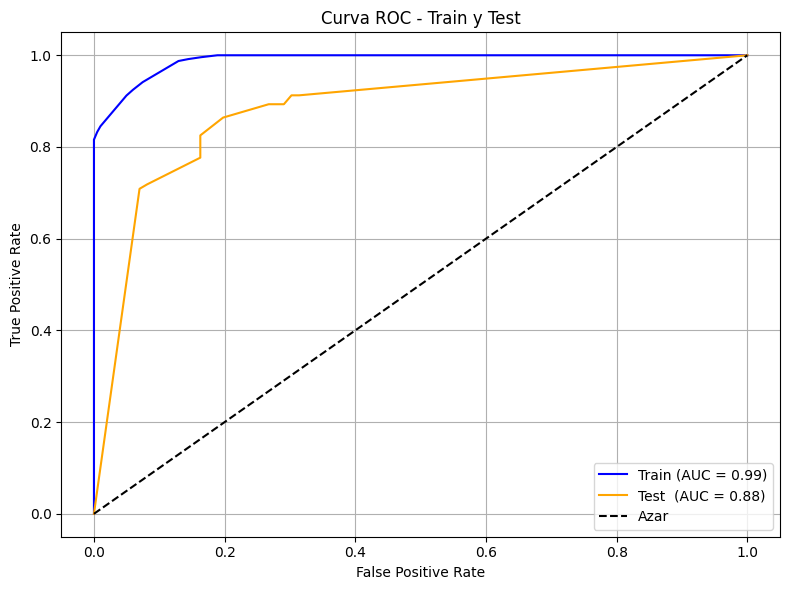 Curva ROC - Train y Test
True Positive Rate
1.0
0.8
0.6
0.4
0.2
0.0
Train (AUC = 0.99)
Test  (AUC = 0.88)
Azar
0.0 0.2 0.4 0.6 0.8 1.0
False Positive Rate